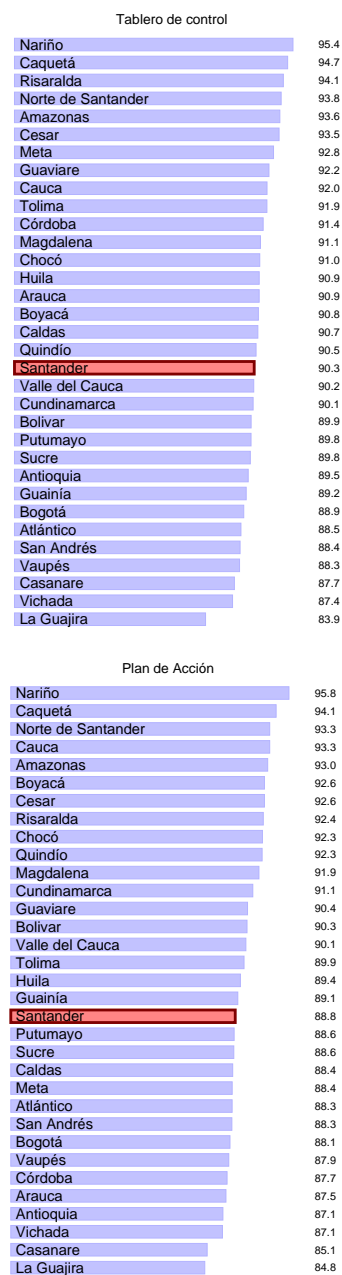 Tablero de control
Nariño 95.4
Caquetá 94.7
Risaralda 94.1
Norte de Santander 93.8
Amazonas 93.6
Cesar 93.5
Meta 92.8
Guaviare 92.2
Cauca 92.0
Tolima 91.9
Córdoba 91.4
Magdalena 91.1
Chocó 91.0
Huila 90.9
Arauca 90.9
Boyacá 90.8
Caldas 90.7
Quindío 90.5
Santander 90.3
Valle del Cauca 90.2
Cundinamarca 90.1
Bolivar 89.9
Putumayo 89.8
Sucre 89.8
Antioquia 89.5
Guainía 89.2
Bogotá 88.9
Atlántico 88.5
San Andrés 88.4
Vaupés 88.3
Casanare 87.7
Vichada 87.4
La Guajira 83.9
Plan de Acción
Nariño 95.8
Caquetá 94.1
Norte de Santander 93.3
Cauca 93.3
Amazonas 93.0
Boyacá 92.6
Cesar 92.6
Risaralda 92.4
Chocó 92.3
Quindío 92.3
Magdalena 91.9
Cundinamarca 91.1
Guaviare 90.4
Bolivar 90.3
Valle del Cauca 90.1
Tolima 89.9
Huila 89.4
Guainía 89.1
Santander 88.8
Putumayo 88.6
Sucre 88.6
Caldas 88.4
Meta 88.4
Atlántico 88.3
San Andrés 88.3
Bogotá 88.1
Vaupés 87.9
Córdoba 87.7
Arauca 87.5
Antioquia 87.1
Vichada 87.1
Casanare 85.1
La Guajira 84.8